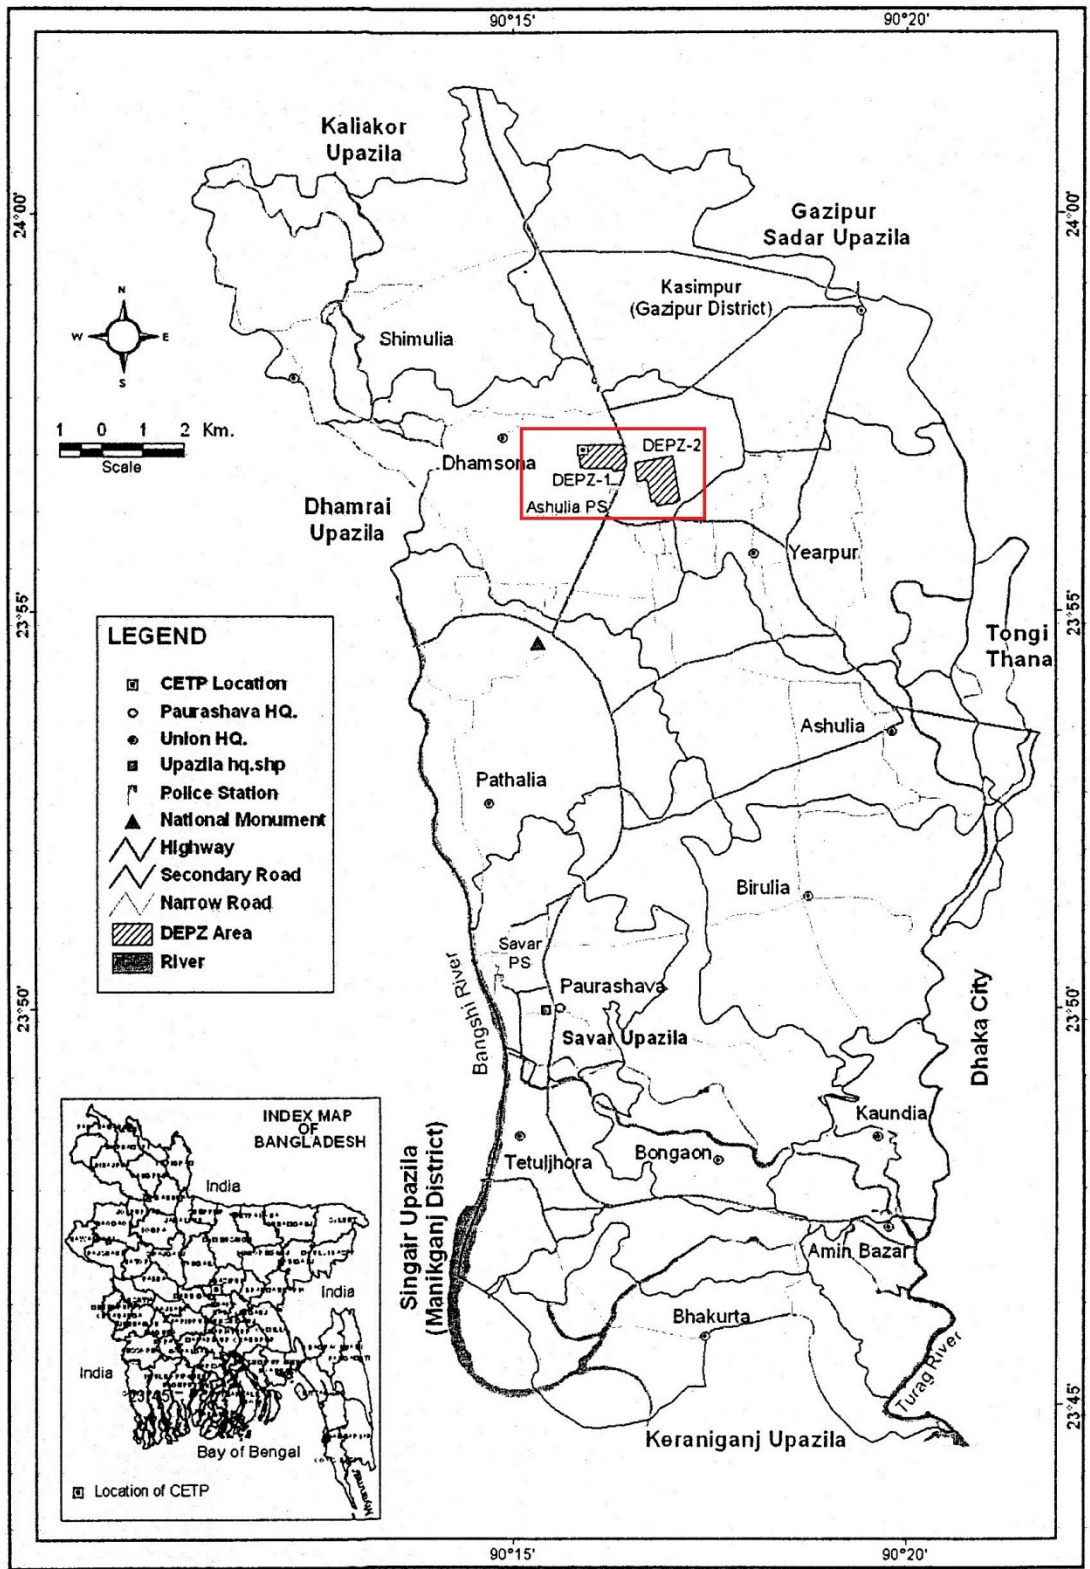 90°15'
90°20'
Kaliakor
Upazila
24°00'
24°00'
Gazipur
Sadar Upazila
Kasimpur
(Gazipur District)
N
W
E
S
Shimulia
1 0 1 2 Km.
Scale
Dhamsona
DEPZ-2
DEPZ-1
Ashulia PS
Dhamrai
Upazila
Yearpur
23°55'
23°55'
Tongi
Thana
LEGEND
CETP Location
Paurashava HQ.
Union HQ.
Upazila hq.shp
Police Station
National Monument
Highway
Secondary Road
Narrow Road
DEPZ Area
River
Ashulia
Pathalia
Birulia
Savar
PS
Bangshi River
Paurashava
Savar Upazila
23°50'
23°50'
Dhaka City
Kaundia
Tetuljhora
Bongaon
Singair Upazila
(Manikganj District)
Amin Bazar
Bhakurta
Turag River
23°45'
Keraniganj Upazila
INDEX MAP
OF
BANGLADESH
India
India
India
23°45'
Bay of Bengal
Myanmar
Location of CETP
90°15'
90°20'